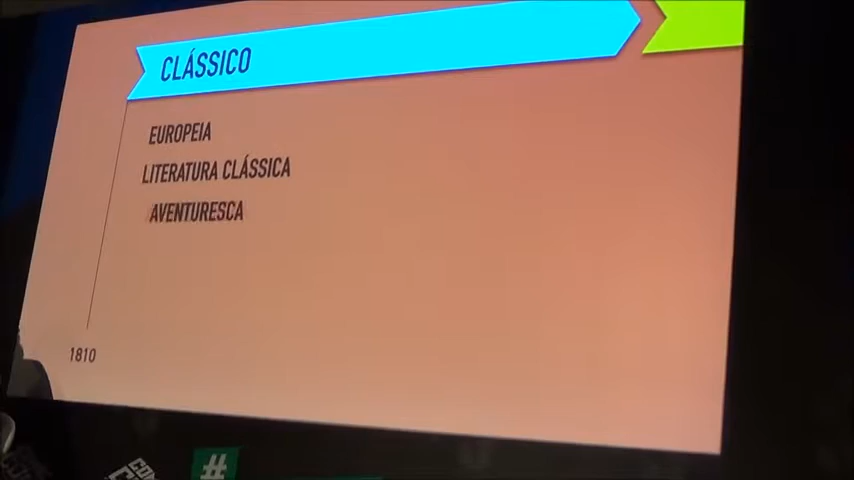 CLÁSSICO
EUROPEIA
LITERATURA CLÁSSICA
AVENTURESCA
1810
#